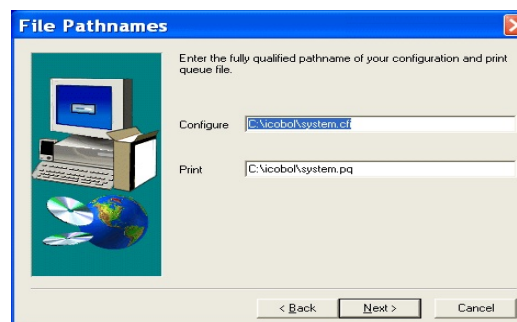 File Pathnames
Enter the fully qualified pathname of your configuration and print
queue file.
Configure C:\icobol\system.cfi
Print C:\icobol\system.pq
< Back Next > Cancel